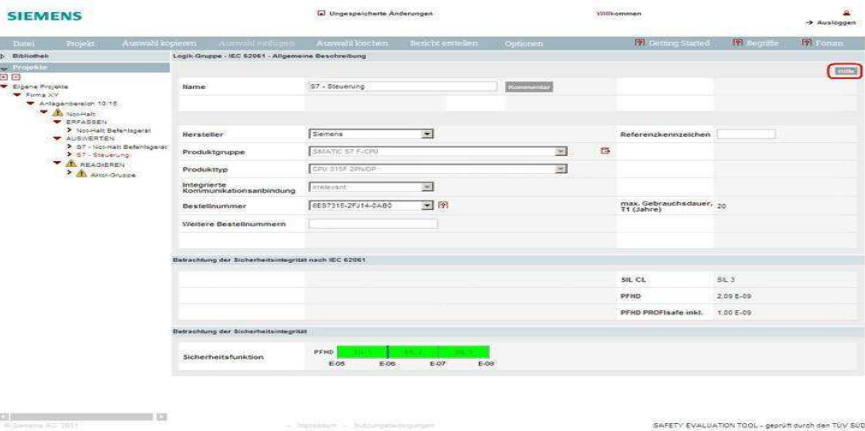 SIEMENS
Ungespeicherte Änderungen
Willkommen
Ausloggen
Datei Projekt Auswahl kopieren Auswahl einfügen Auswahl löschen Bericht erstellen Optionen Getting Started Begriffe Forum
Bibliothek
Logik-Gruppe - IEC 62061 - Allgemeine Beschreibung
Projekte
Hilfe
Eigene Projekte
Firma XY
Anlagenbereich 10-15
Not-Halt
ERFASSEN
Not-Halt Befehlsgerät
AUSWERTEN
S7 - Not-Halt Befehlsgerät
S7 - Steuerung
REAGIEREN
Aktor-Gruppe
Name S7 - Steuerung Kommentar
Hersteller Siemens Referenzkennzeichen
Produktgruppe SIMATIC S7 F-CPU
Produkttyp CPU 315F 2PN/DP
Integrierte
Kommunikationsanbindung irrelevant
Bestellnummer 6ES7315-2FJ14-0AB0 max. Gebrauchsdauer,
T1 (Jahre) 20
Weitere Bestellnummern
Betrachtung der Sicherheitsintegrität nach IEC 62061
SIL CL SIL 3
PFHD 2,09 E-09
PFHD PROFIsafe inkl. 1,00 E-09
Betrachtung der Sicherheitsintegrität
Sicherheitsfunktion PFHD SIL 1 SIL 2 SIL 3
E-05 E-06 E-07 E-08
© Siemens AG 2011 - Impressum - Nutzungsbedingungen SAFETY EVALUATION TOOL - geprüft durch den TÜV SÜD